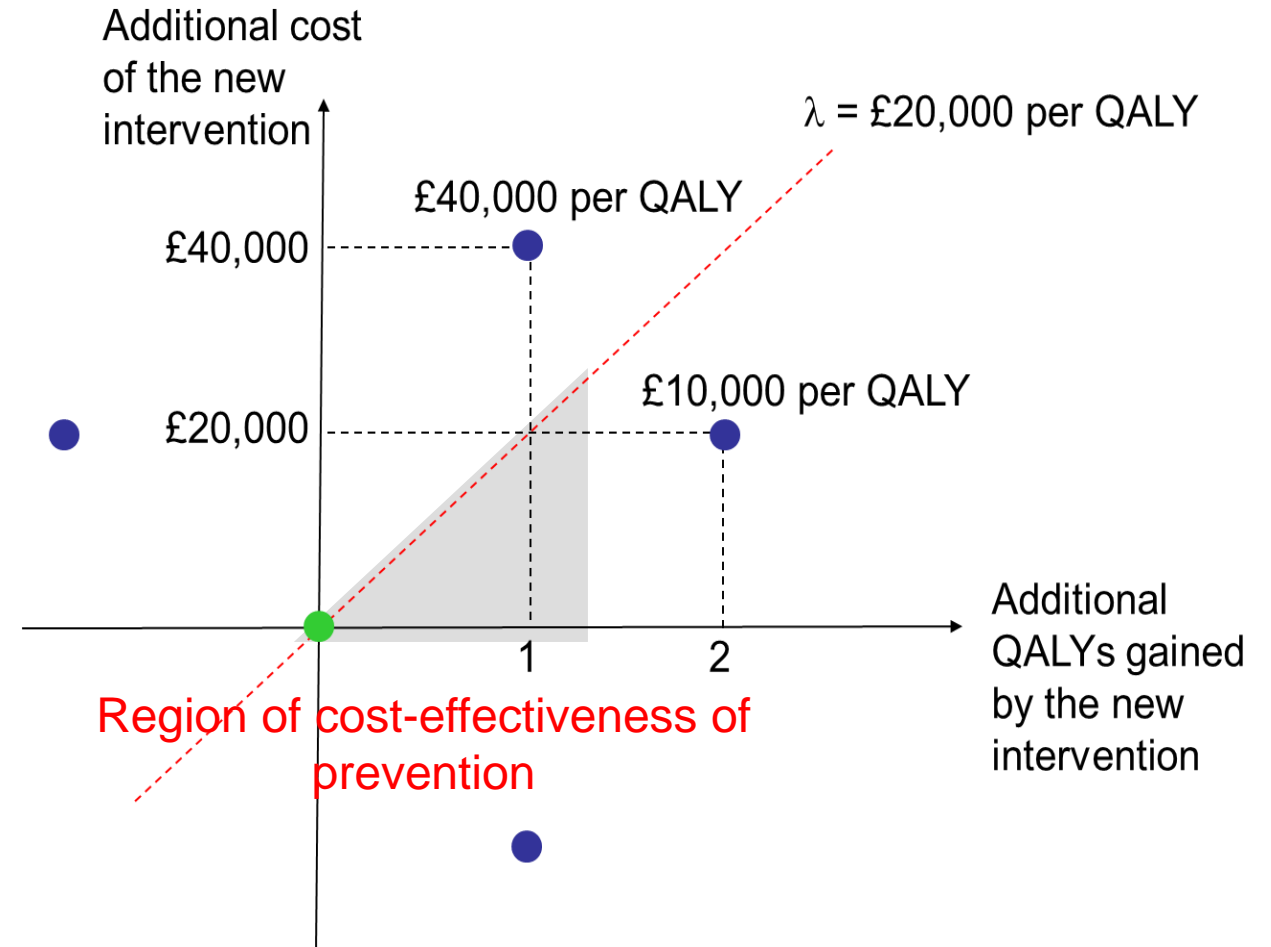 Additional cost
of the new
intervention
λ = £20,000 per QALY
£40,000 per QALY
£40,000
£10,000 per QALY
£20,000
1
2
Additional
QALYs gained
by the new
intervention
Region of cost-effectiveness of
prevention